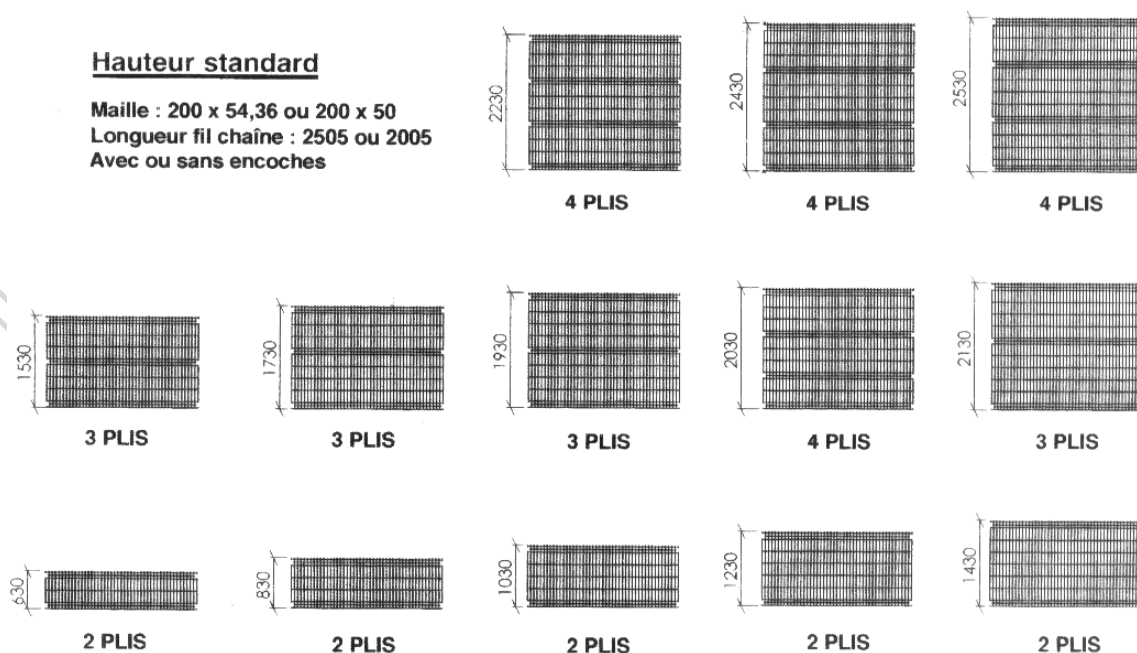 Hauteur standard
Maille : 200 x 54,36 ou 200 x 50
Longueur fil chaîne : 2505 ou 2005
Avec ou sans encoches
2230
2430
2530
4 PLIS
4 PLIS
4 PLIS
1530
1730
1930
2030
2130
3 PLIS
3 PLIS
3 PLIS
4 PLIS
3 PLIS
630
830
1030
1230
1430
2 PLIS
2 PLIS
2 PLIS
2 PLIS
2 PLIS